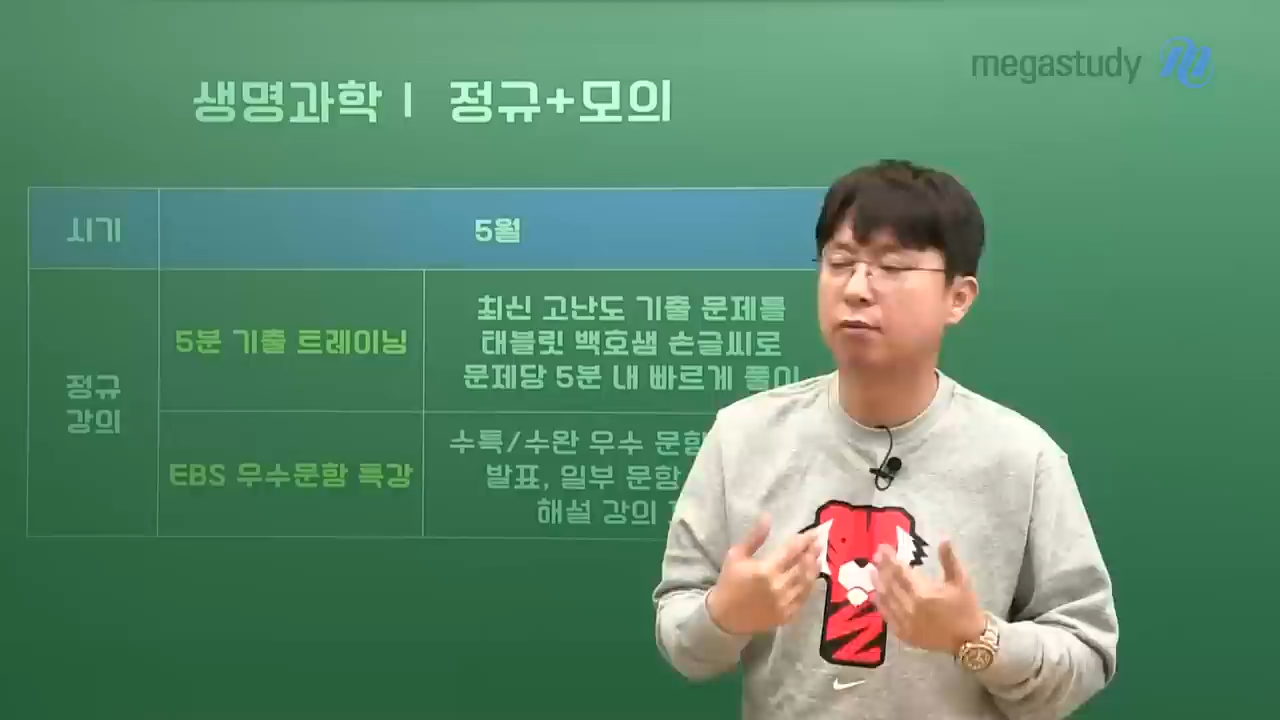 megastudy
생명과학Ⅰ 정규+모의
시기
5월
정규
강의
5분 기출 트레이닝
최신 고난도 기출 문제를
태블릿 백호샘 손글씨로
문제당 5분 내 빠르게 풀이
EBS 우수문항 특강
수특/수완 우수 문항
발표, 일부 문항
해설 강의